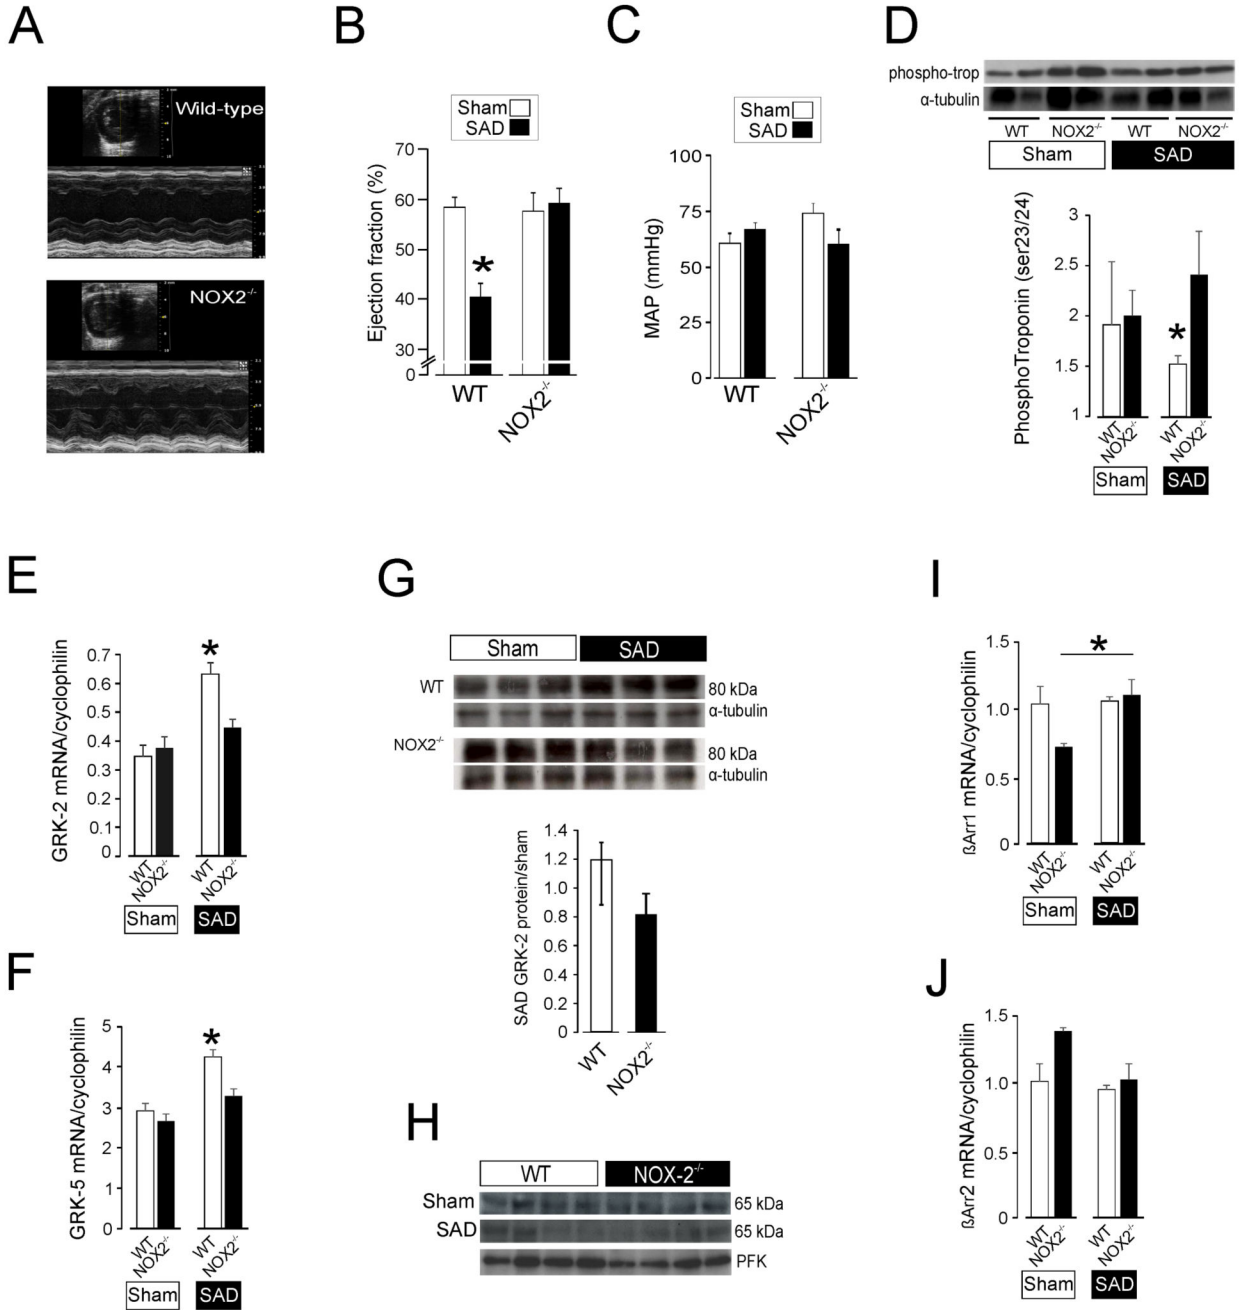 A
Wild-type
NOX2-/-
B
Sham
SAD
Ejection fraction (%)
70
60
50
40
30
0
*
WT
NOX2-/-
C
Sham
SAD
MAP (mmHg)
100
75
50
25
0
WT
NOX2-/-
D
phospho-trop
α-tubulin
WT NOX2-/- WT NOX2-/-
Sham SAD
PhosphoTroponin (ser23/24)
3
2.5
2
1.5
1
*
WT NOX2-/- WT NOX2-/-
Sham SAD
E
GRK-2 mRNA/cyclophilin
0.7
0.6
0.5
0.4
0.3
0.2
0.1
0
*
WT NOX2-/- WT NOX2-/-
Sham SAD
F
GRK-5 mRNA/cyclophilin
5
4
3
2
1
0
*
WT NOX2-/- WT NOX2-/-
Sham SAD
G
Sham SAD
WT 80 kDa
α-tubulin
NOX2-/- 80 kDa
α-tubulin
SAD GRK-2 protein/sham
1.4
1.2
1.0
0.8
0.6
0.4
0.2
0
WT NOX2-/-
H
WT NOX-2-/-
Sham 65 kDa
SAD 65 kDa
PFK
I
ßArr1 mRNA/cyclophilin
1.5
1.0
0.5
0
*
WT NOX2-/- WT NOX2-/-
Sham SAD
J
ßArr2 mRNA/cyclophilin
1.5
1.0
0.5
0
WT NOX2-/- WT NOX2-/-
Sham SAD